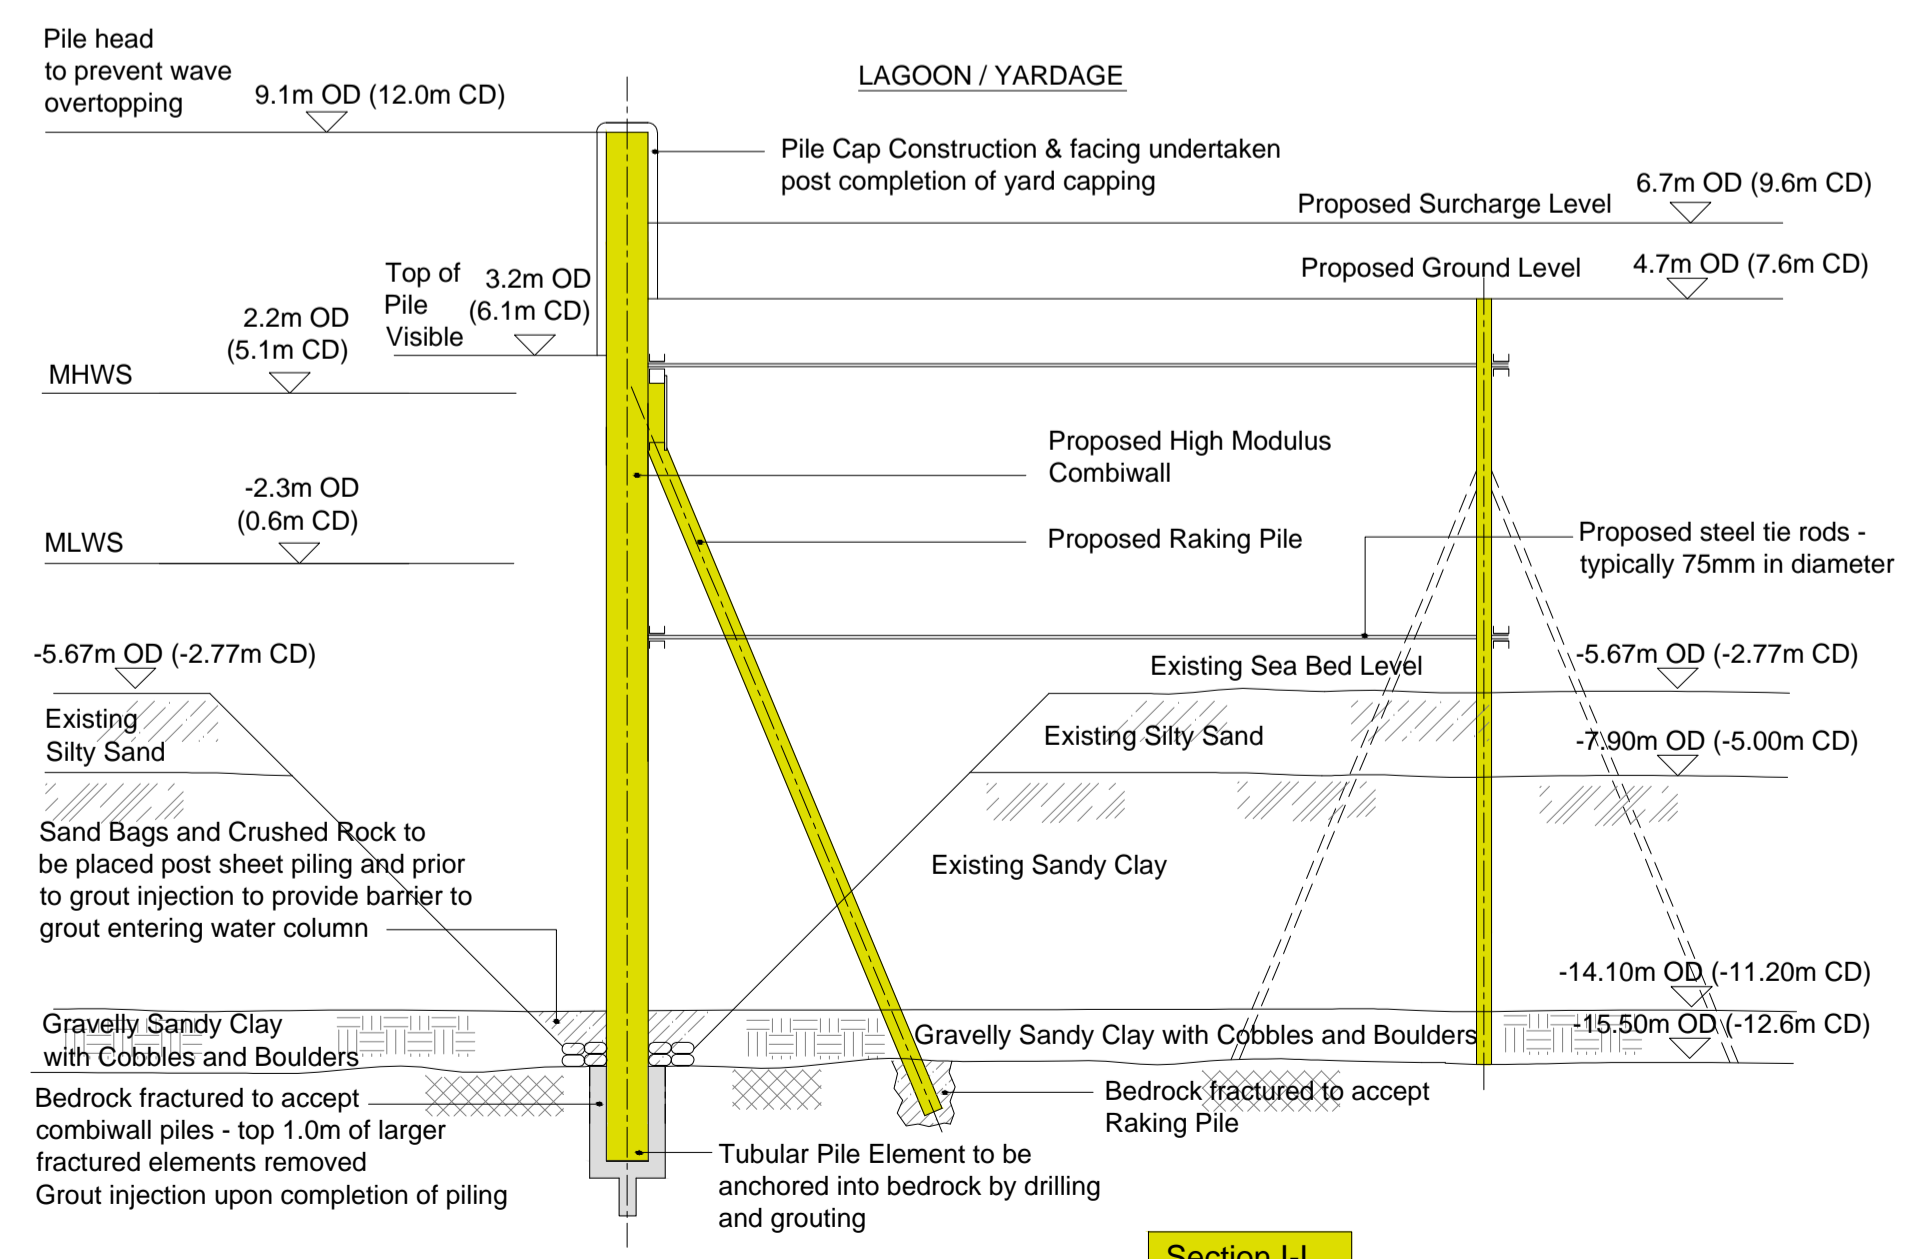 Pile head
to prevent wave
overtopping
9.1m OD (12.0m CD)
LAGOON / YARDAGE
Pile Cap Construction & facing undertaken
post completion of yard capping
6.7m OD (9.6m CD)
Proposed Surcharge Level
Proposed Ground Level
4.7m OD (7.6m CD)
Top of
Pile
Visible
3.2m OD
(6.1m CD)
2.2m OD
(5.1m CD)
MHWS
Proposed High Modulus
Combiwall
-2.3m OD
(0.6m CD)
MLWS
Proposed Raking Pile
Proposed steel tie rods -
typically 75mm in diameter
-5.67m OD (-2.77m CD)
Existing Sea Bed Level
-5.67m OD (-2.77m CD)
Existing
Silty Sand
Existing Silty Sand
-7.90m OD (-5.00m CD)
Sand Bags and Crushed Rock to
be placed post sheet piling and prior
to grout injection to provide barrier to
grout entering water column
Existing Sandy Clay
-14.10m OD (-11.20m CD)
Gravelly Sandy Clay
with Cobbles and Boulders
Gravelly Sandy Clay with Cobbles and Boulders
-15.50m OD (-12.6m CD)
Bedrock fractured to accept
combiwall piles - top 1.0m of larger
fractured elements removed
Grout injection upon completion of piling
Bedrock fractured to accept
Raking Pile
Tubular Pile Element to be
anchored into bedrock by drilling
and grouting
Section I-I